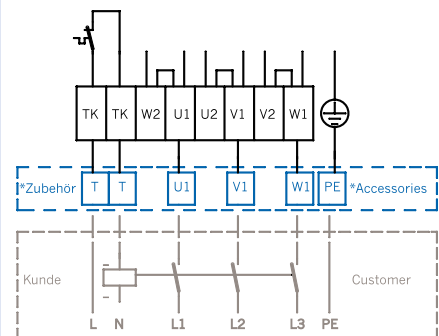 TK TK W2 U1 U2 V1 V2 W1
*Zubehör T T U1 V1 W1 PE *Accessories
Kunde Customer
L N L1 L2 L3 PE